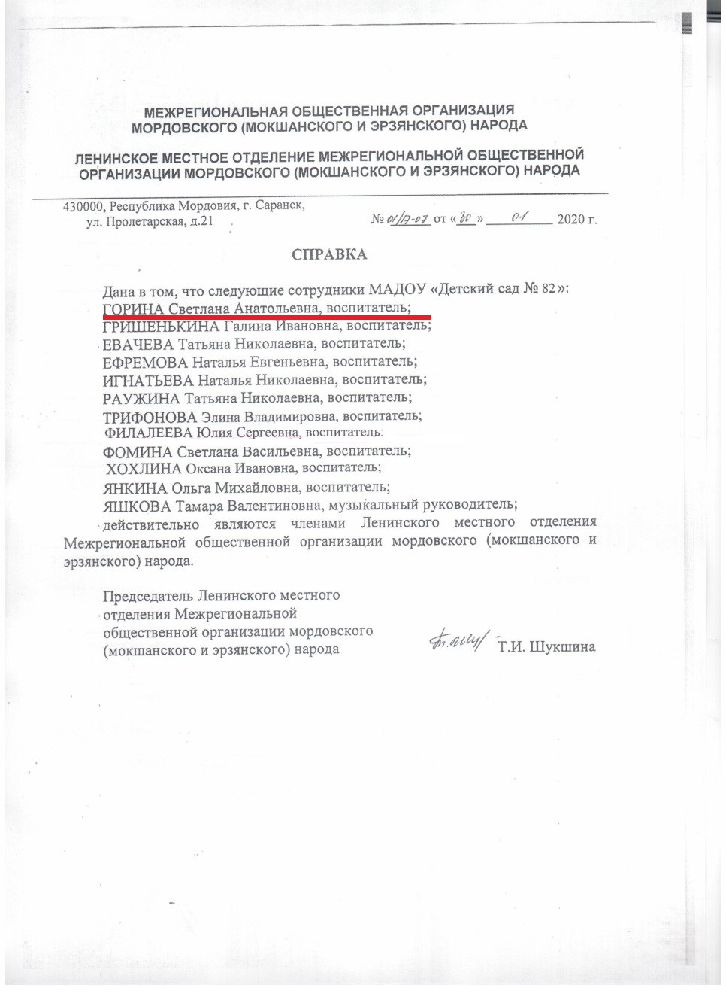 МЕЖРЕГИОНАЛЬНАЯ ОБЩЕСТВЕННАЯ ОРГАНИЗАЦИЯ
МОРДОВСКОГО (МОКШАНСКОГО И ЭРЗЯНСКОГО) НАРОДА
ЛЕНИНСКОЕ МЕСТНОЕ ОТДЕЛЕНИЕ МЕЖРЕГИОНАЛЬНОЙ ОБЩЕСТВЕННОЙ
ОРГАНИЗАЦИИ МОРДОВСКОГО (МОКШАНСКОГО И ЭРЗЯНСКОГО) НАРОДА
430000, Республика Мордовия, г. Саранск,
ул. Пролетарская, д.21
№ 01/17-07 от «30» 01 2020 г.
СПРАВКА
Дана в том, что следующие сотрудники МАДОУ «Детский сад № 82»:
ГОРИНА Светлана Анатольевна, воспитатель;
ГРИШЕНЬКИНА Галина Ивановна, воспитатель;
ЕВАЧЕВА Татьяна Николаевна, воспитатель;
ЕФРЕМОВА Наталья Евгеньевна, воспитатель;
ИГНАТЬЕВА Наталья Николаевна, воспитатель;
РАУЖИНА Татьяна Николаевна, воспитатель;
ТРИФОНОВА Элина Владимировна, воспитатель;
ФИЛАЛЕЕВА Юлия Сергеевна, воспитатель:
ФОМИНА Светлана Васильевна, воспитатель;
ХОХЛИНА Оксана Ивановна, воспитатель;
ЯНКИНА Ольга Михайловна, воспитатель;
ЯШКОВА Тамара Валентиновна, музыкальный руководитель;
действительно являются членами Ленинского местного отделения
Межрегиональной общественной организации мордовского (мокшанского и
эрзянского) народа.
Председатель Ленинского местного
отделения Межрегиональной
общественной организации мордовского
(мокшанского и эрзянского) народа
Т.И. Шукшина